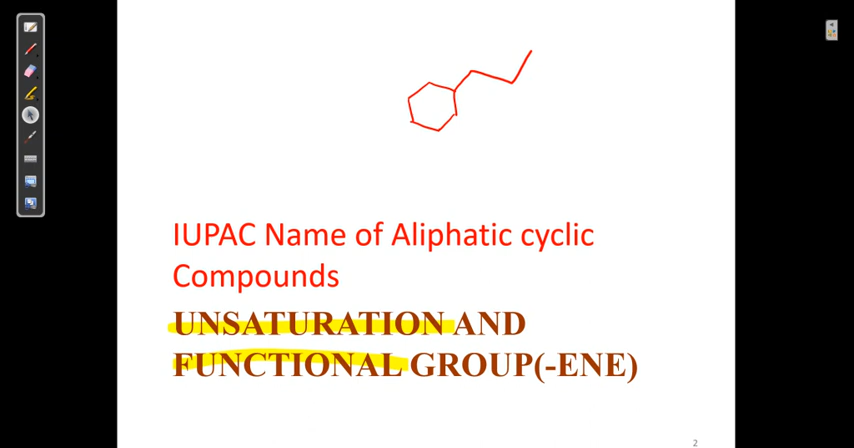 IUPAC Name of Aliphatic cyclic
Compounds
UNSATURATION AND
FUNCTIONAL GROUP(-ENE)
2